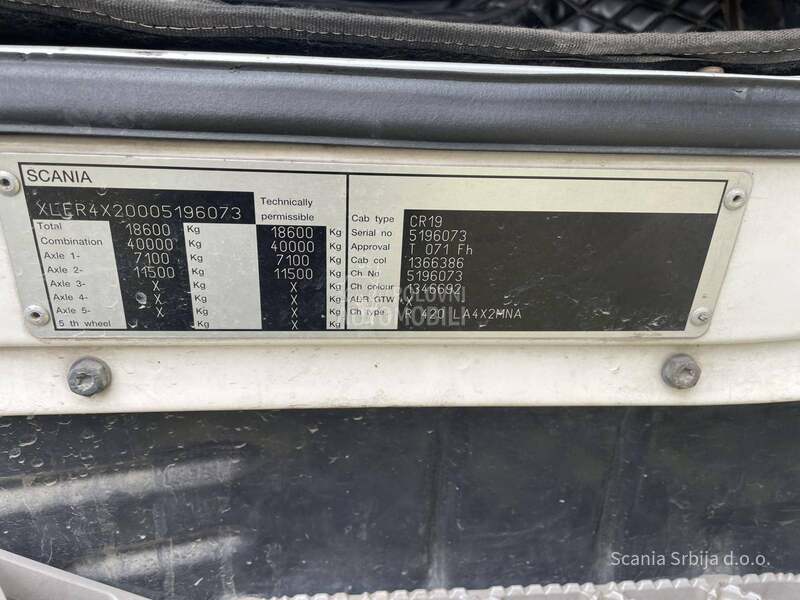 SCANIA
XLER4X20005196073
Technically
permissible
Total 18600 Kg 18600 Kg
Combination 40000 Kg 40000 Kg
Axle 1- 7100 Kg 7100 Kg
Axle 2- 11500 Kg 11500 Kg
Axle 3- X Kg X Kg
Axle 4- X Kg X Kg
Axle 5- X Kg X Kg
5 th wheel Kg X Kg
Cab type CR19
Serial no 5196073
Approval T 071 Fh
Cab col 1366386
Ch No 5196073
Ch colour 1346692
ALB/GTW X
Ch type R 420 LA4X2MNA
POLOVNI
AUTOMOBILI
Scania Srbija d.o.o.